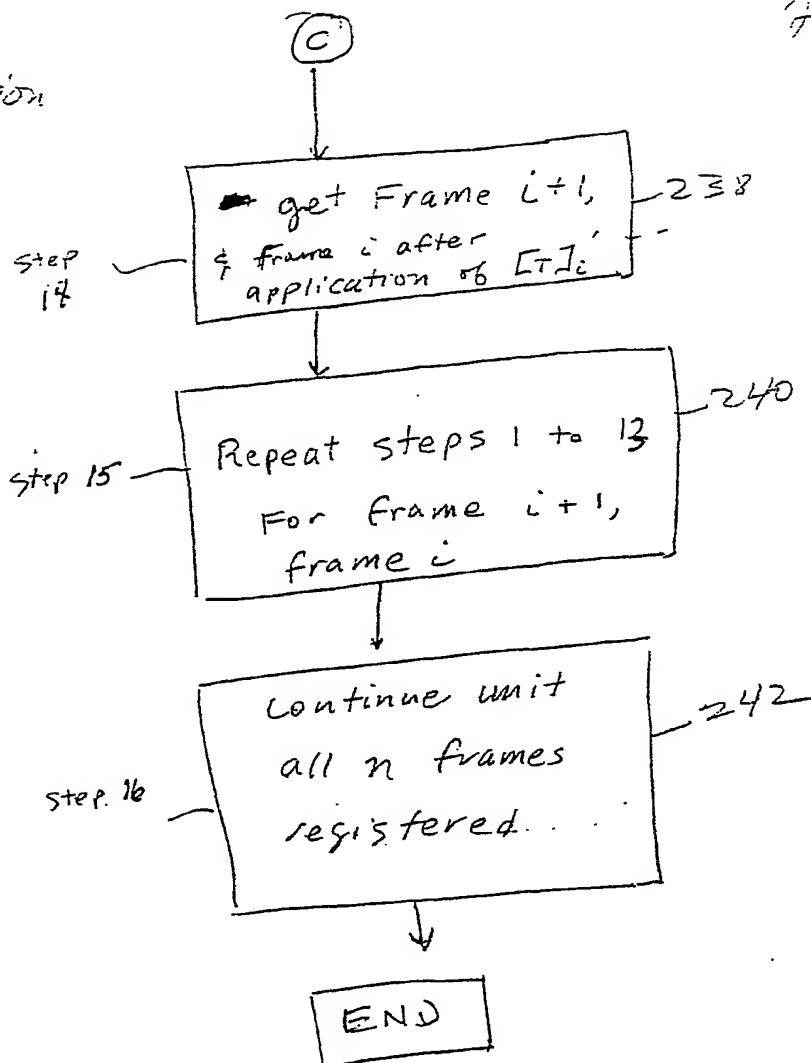 C
get Frame i+1,
& frame i after
application of [T]i
238
step
14
Repeat steps 1 to 13
For frame i+1,
frame i
240
step 15
continue unit
all n frames
registered....
242
step. 16
END